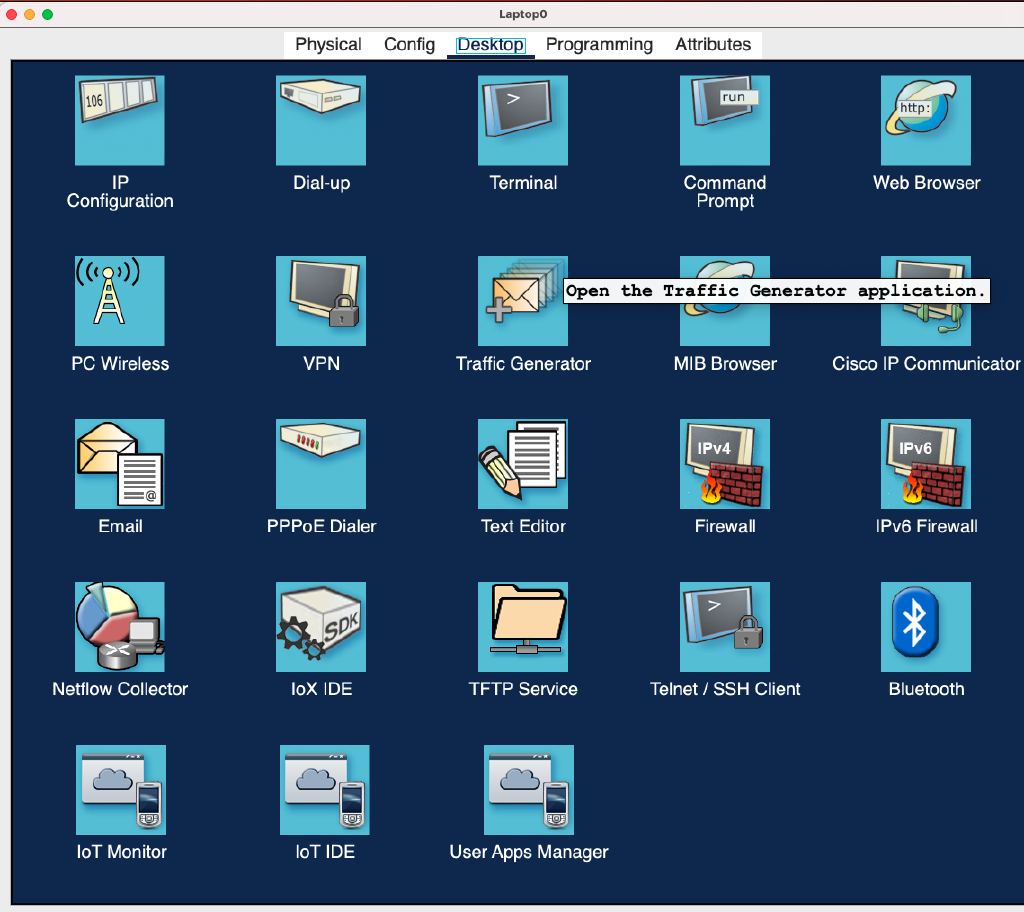 Laptop0
Physical Config Desktop Programming Attributes
106
>
run
http:
IP
Configuration
Dial-up
Terminal
Command
Prompt
Web Browser
Open the Traffic Generator application.
PC Wireless
VPN
Traffic Generator
MIB Browser
Cisco IP Communicator
@
IPv4
IPv6
Email
PPPoE Dialer
Text Editor
Firewall
IPv6 Firewall
SDK
>
Netflow Collector
IoX IDE
TFTP Service
Telnet / SSH Client
Bluetooth
IoT Monitor
IoT IDE
User Apps Manager